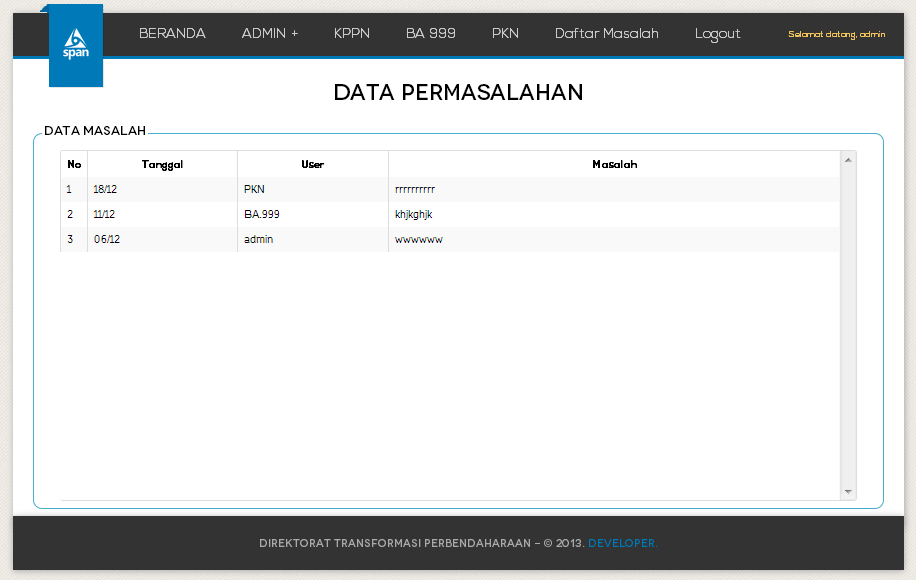 span
BERANDA ADMIN + KPPN BA 999 PKN Daftar Masalah Logout Selamat datang, admin
DATA PERMASALAHAN
DATA MASALAH
No Tanggal User Masalah
1 18/12 PKN rrrrrrrrrr
2 11/12 BA.999 khjkghjk
3 06/12 admin wwwwww
DIREKTORAT TRANSFORMASI PERBENDAHARAAN – © 2013. DEVELOPER.